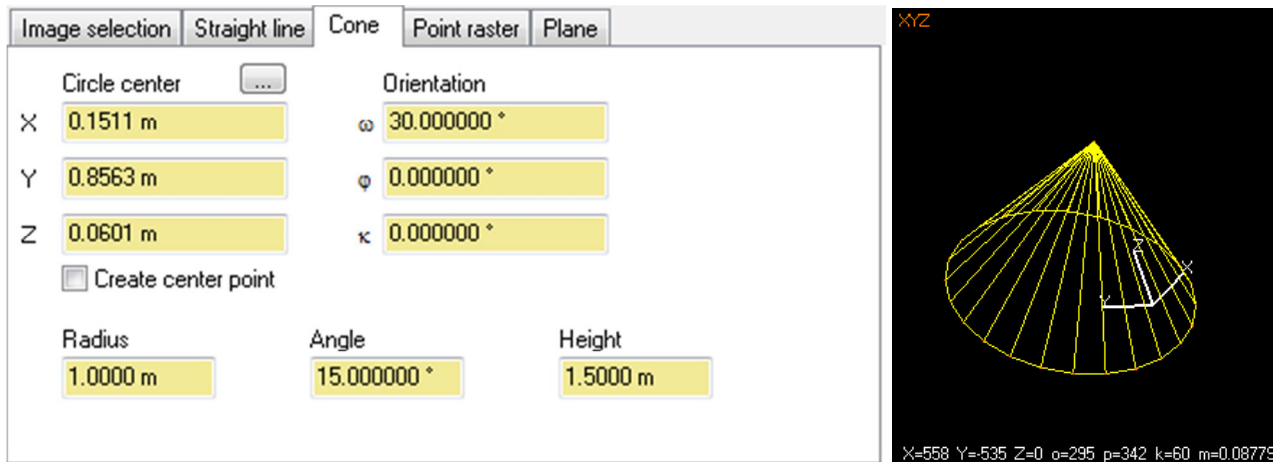 Image selection Straight line Cone Point raster Plane
Circle center ... Orientation
X 0.1511 m ω 30.000000 °
Y 0.8563 m φ 0.000000 °
Z 0.0601 m κ 0.000000 °
Create center point
Radius Angle Height
1.0000 m 15.000000 ° 1.5000 m
XYZ
Z
X
Y
X=558 Y=-535 Z=0 o=295 p=342 k=60 m=0.08779